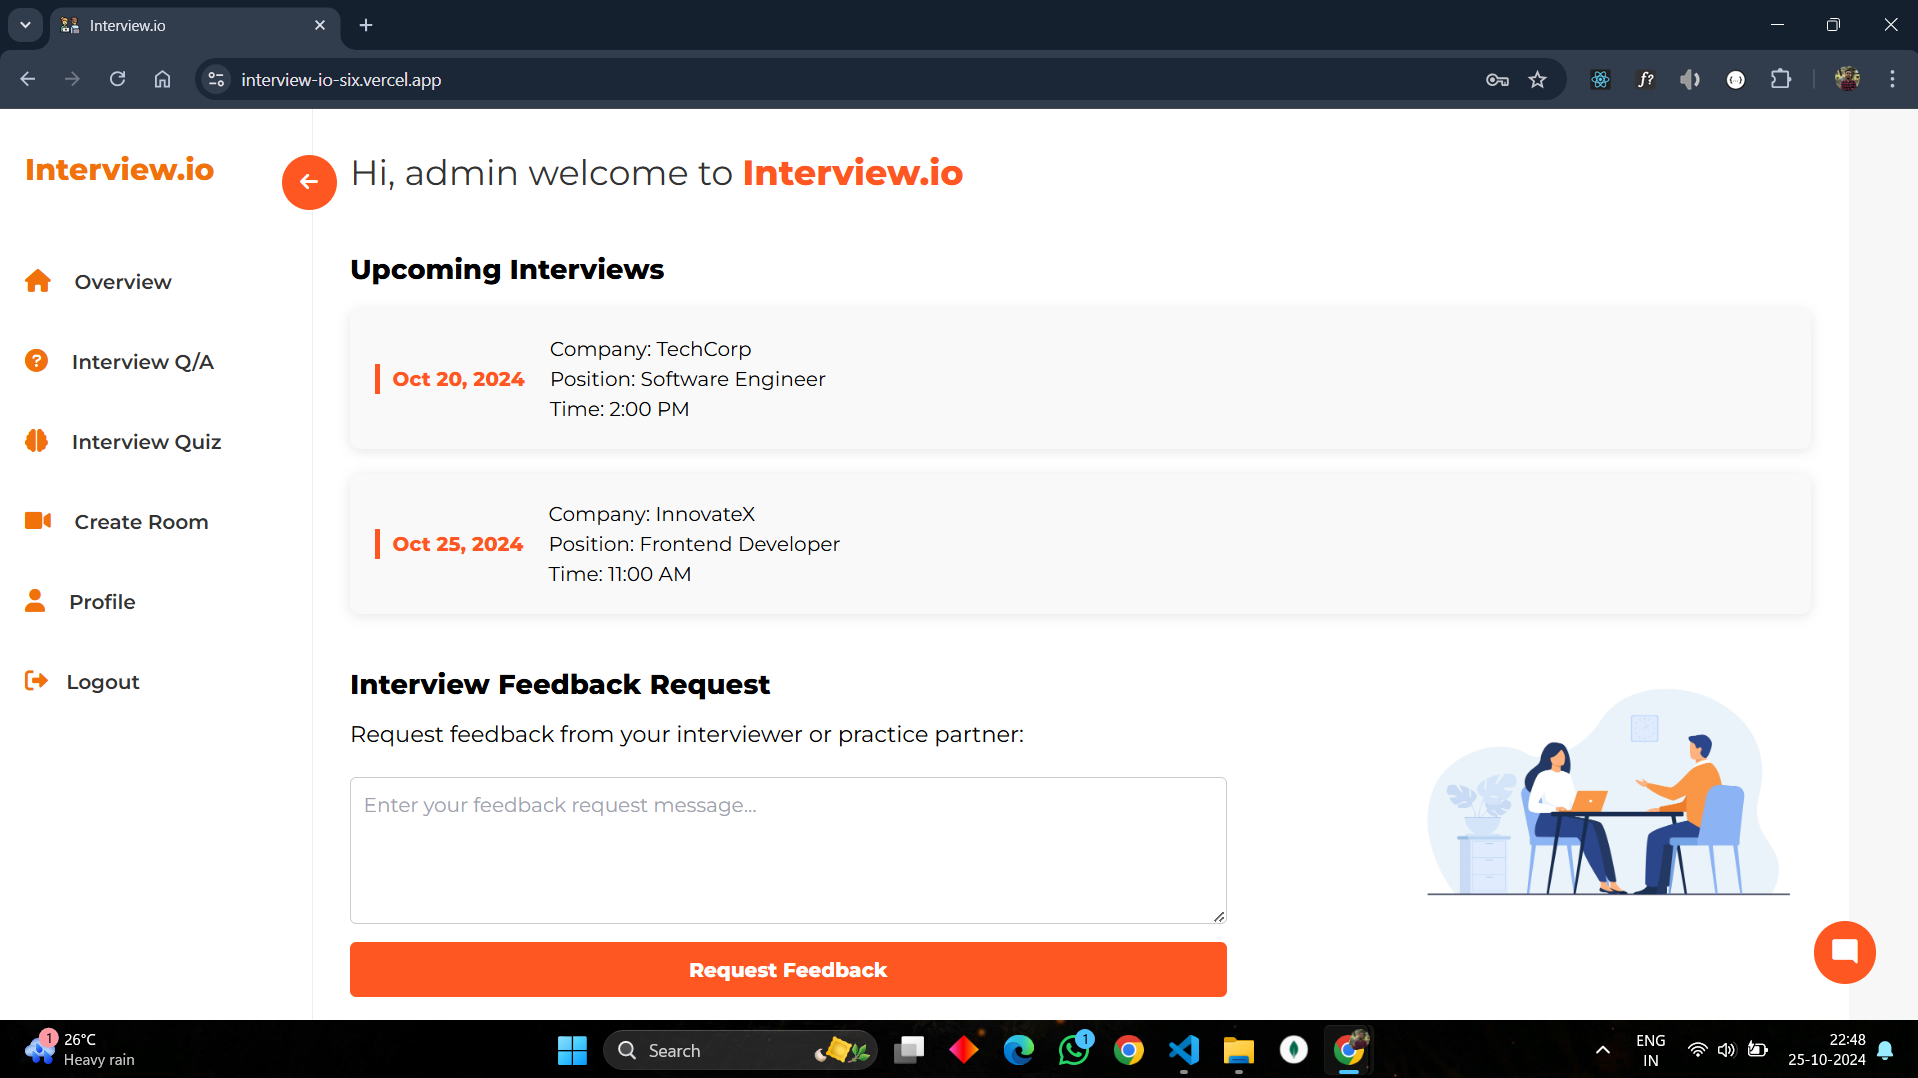 Interview.io
interview-io-six.vercel.app
f?
Interview.io
Hi, admin welcome to Interview.io
Overview
Interview Q/A
Interview Quiz
Create Room
Profile
Logout
Upcoming Interviews
Oct 20, 2024
Company: TechCorp
Position: Software Engineer
Time: 2:00 PM
Oct 25, 2024
Company: InnovateX
Position: Frontend Developer
Time: 11:00 AM
Interview Feedback Request
Request feedback from your interviewer or practice partner:
Enter your feedback request message...
Request Feedback
1
26°C
Heavy rain
Search
1
ENG
IN
22:48
25-10-2024